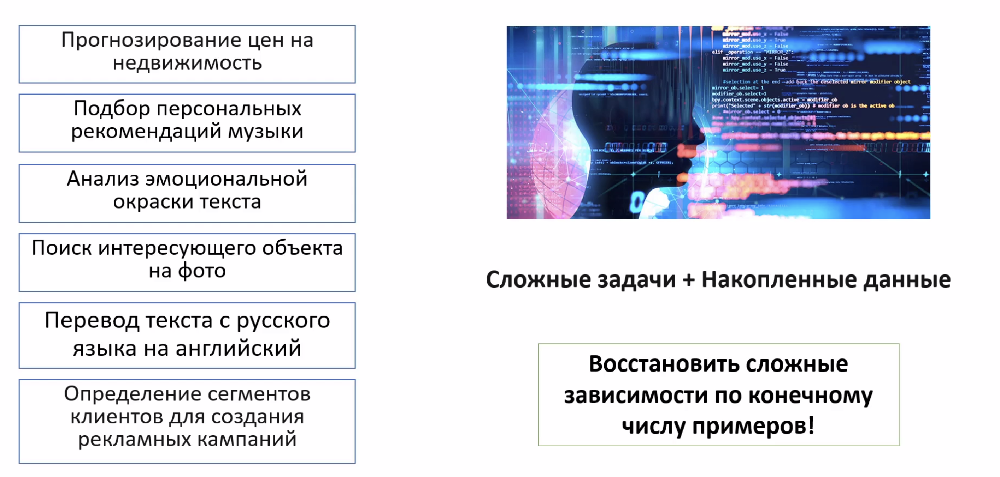 Прогнозирование цен на
недвижимость
Подбор персональных
рекомендаций музыки
Анализ эмоциональной
окраски текста
Поиск интересующего объекта
на фото
Перевод текста с русского
языка на английский
Определение сегментов
клиентов для создания
рекламных кампаний
mirror_mod.use_x = False
mirror_mod.use_y = True
mirror_mod.use_z = False
elif _operation == "MIRROR_Z":
mirror_mod.use_x = False
mirror_mod.use_y = False
mirror_mod.use_z = True
#selection at the end -add back the deselected mirror modifier object
mirror_ob.select= 1
modifier_ob.select=1
bpy.context.scene.objects.active = modifier_ob
print("Selected" + str(modifier_ob)) # modifier ob is the active ob
#mirror_ob.select = 0
Сложные задачи + Накопленные данные
Восстановить сложные
зависимости по конечному
числу примеров!